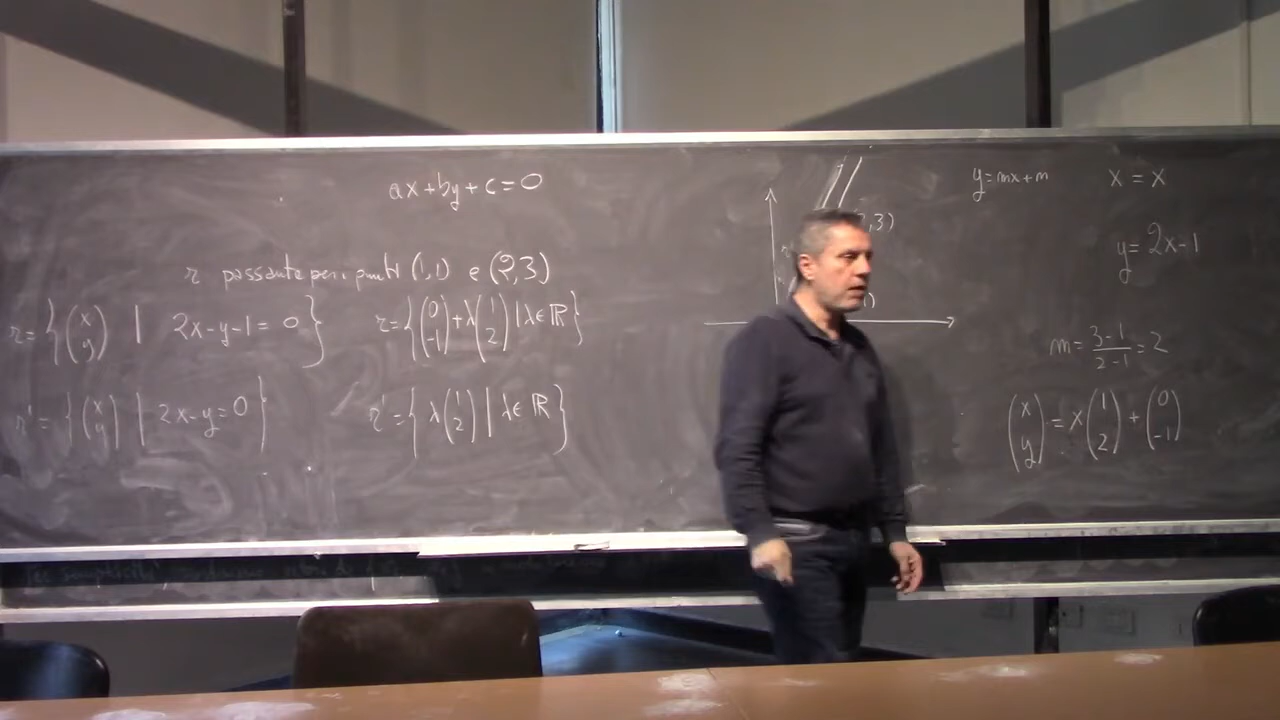 ax+by+c=0
r passante per i punti (1,1) e (2,3)
r={(x y) | 2x-y-1=0} r={(0 -1)+λ(1 2)|λ∈ℝ}
r'={(x y) | 2x-y=0} r'={λ(1 2)|λ∈ℝ}
,3)
)
y=mx+m x=x
y=2x-1
m=3-1/2-1=2
(x y)=x(1 2)+(0 -1)